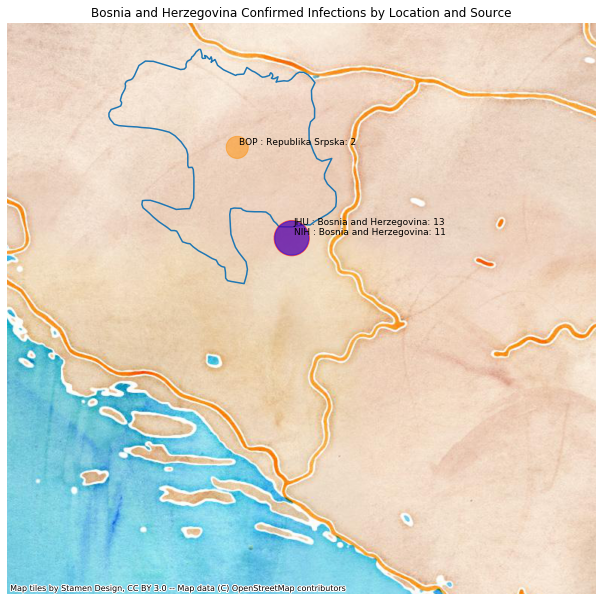 Bosnia and Herzegovina Confirmed Infections by Location and Source
BOP : Republika Srpska: 2
JHU : Bosnia and Herzegovina: 13
NIH : Bosnia and Herzegovina: 11
Map tiles by Stamen Design, CC BY 3.0 -- Map data (C) OpenStreetMap contributors